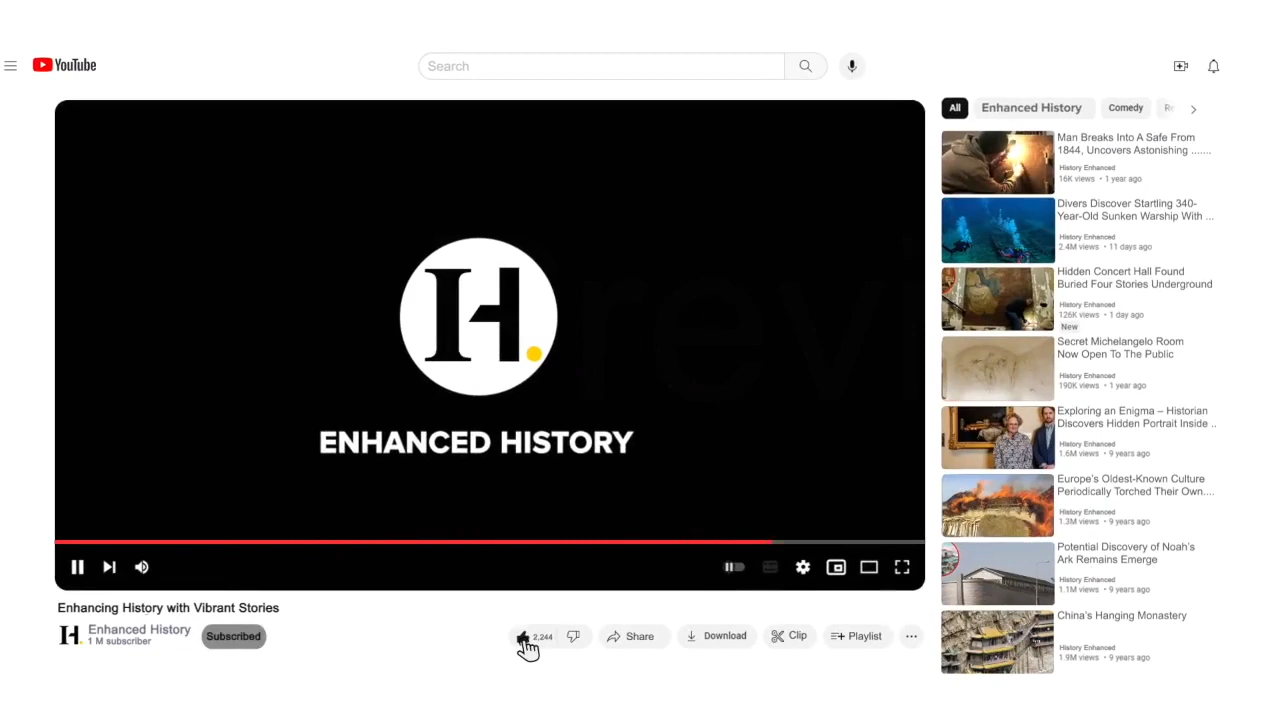 YouTube
Search
H.
ENHANCED HISTORY
Enhancing History with Vibrant Stories
H.
Enhanced History
1 M subscriber
Subscribed
2,244
Share
Download
Clip
Playlist
All
Enhanced History
Comedy
Re
Man Breaks Into A Safe From
1844, Uncovers Astonishing .......
History Enhanced
16K views • 1 year ago
Divers Discover Startling 340-
Year-Old Sunken Warship With ...
History Enhanced
2.4M views • 11 days ago
Hidden Concert Hall Found
Buried Four Stories Underground
History Enhanced
126K views • 1 day ago
New
Secret Michelangelo Room
Now Open To The Public
History Enhanced
190K views • 1 year ago
Exploring an Enigma – Historian
Discovers Hidden Portrait Inside ..
History Enhanced
1.6M views • 9 years ago
Europe's Oldest-Known Culture
Periodically Torched Their Own....
History Enhanced
1.3M views • 9 years ago
Potential Discovery of Noah's
Ark Remains Emerge
History Enhanced
1.1M views • 9 years ago
China's Hanging Monastery
History Enhanced
1.9M views • 9 years ago